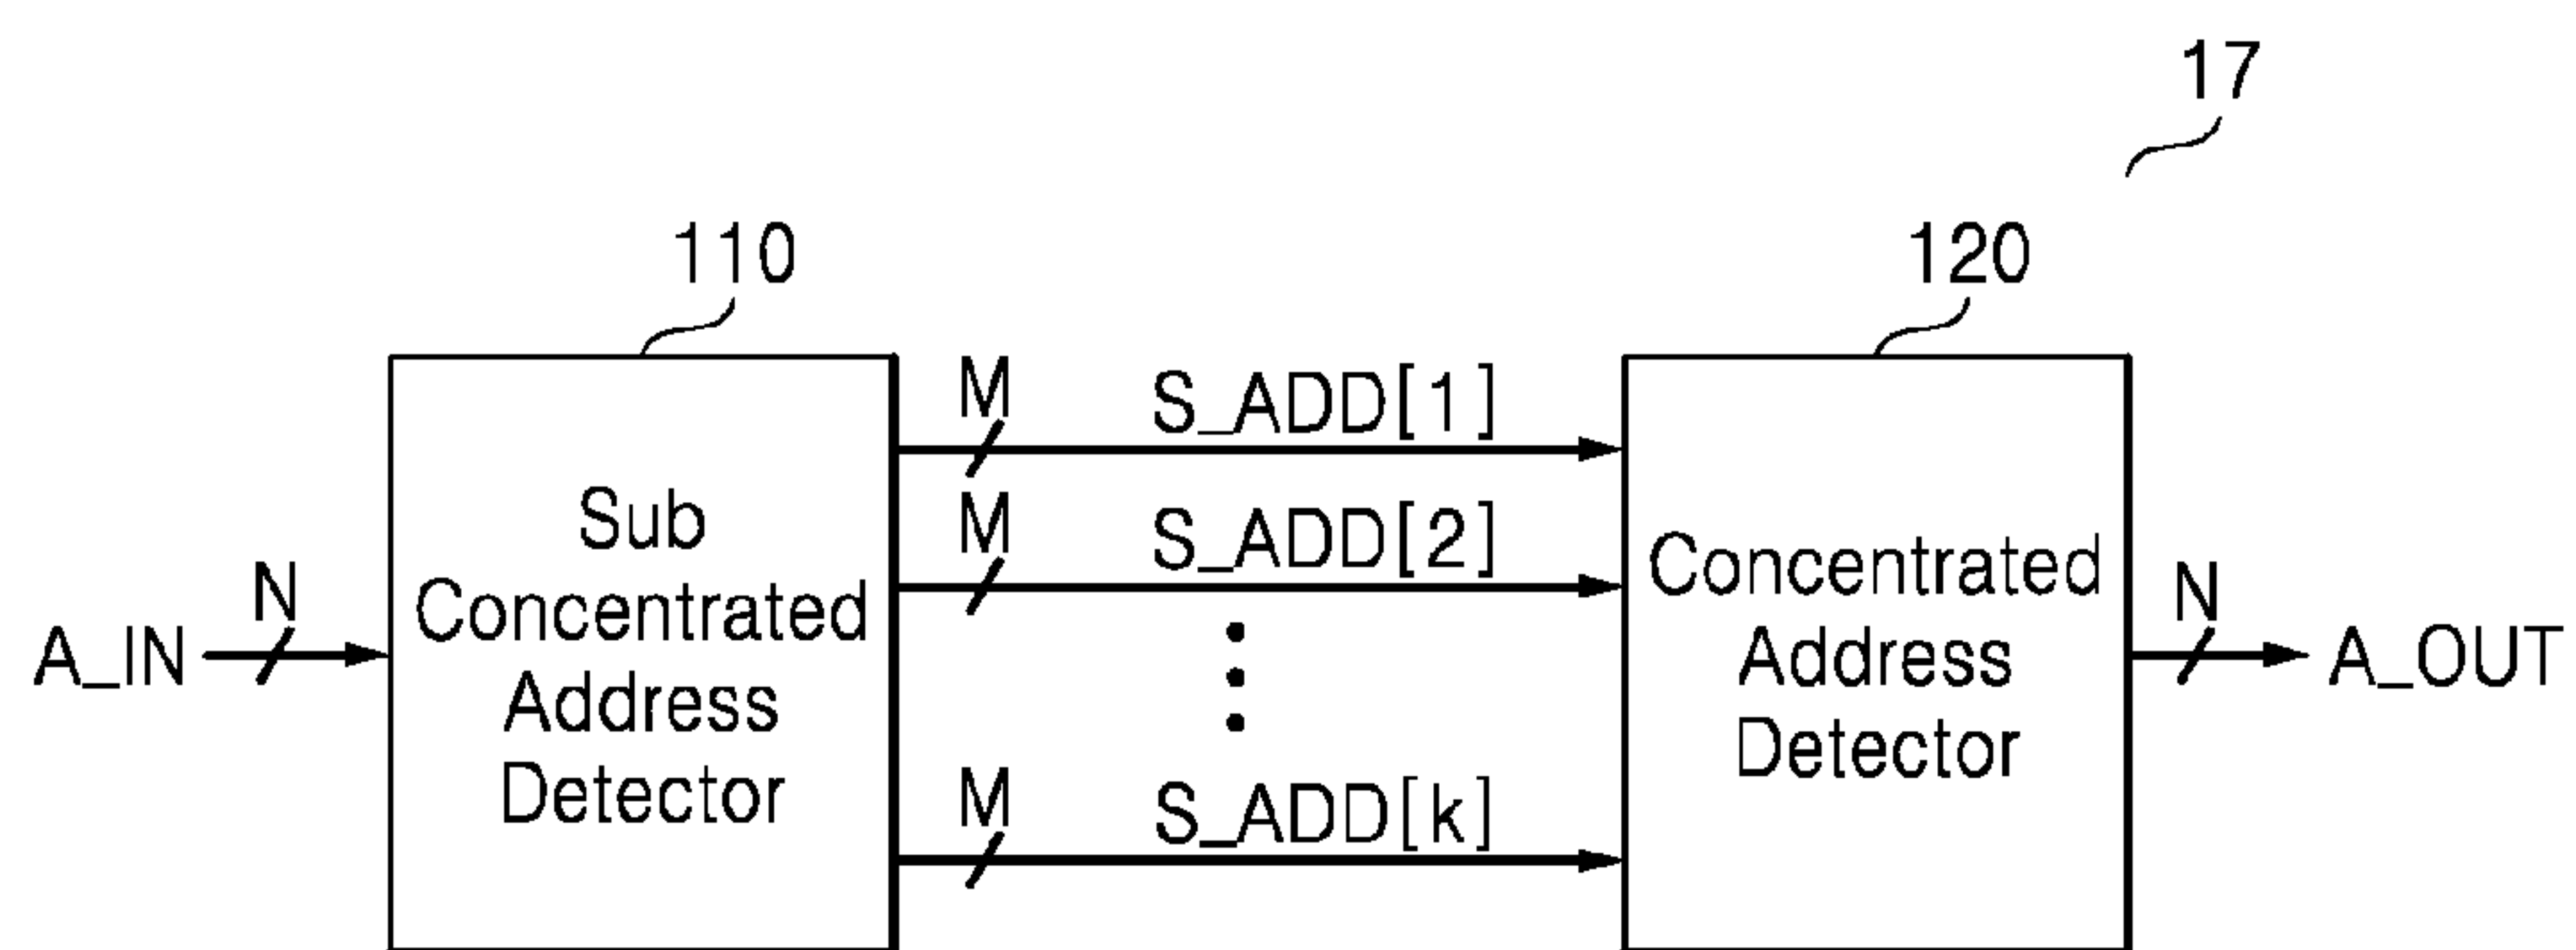 17
110
120
A_IN
N
Sub
Concentrated
Address
Detector
M
S_ADD[1]
M
S_ADD[2]
M
S_ADD[k]
Concentrated
Address
Detector
N
A_OUT